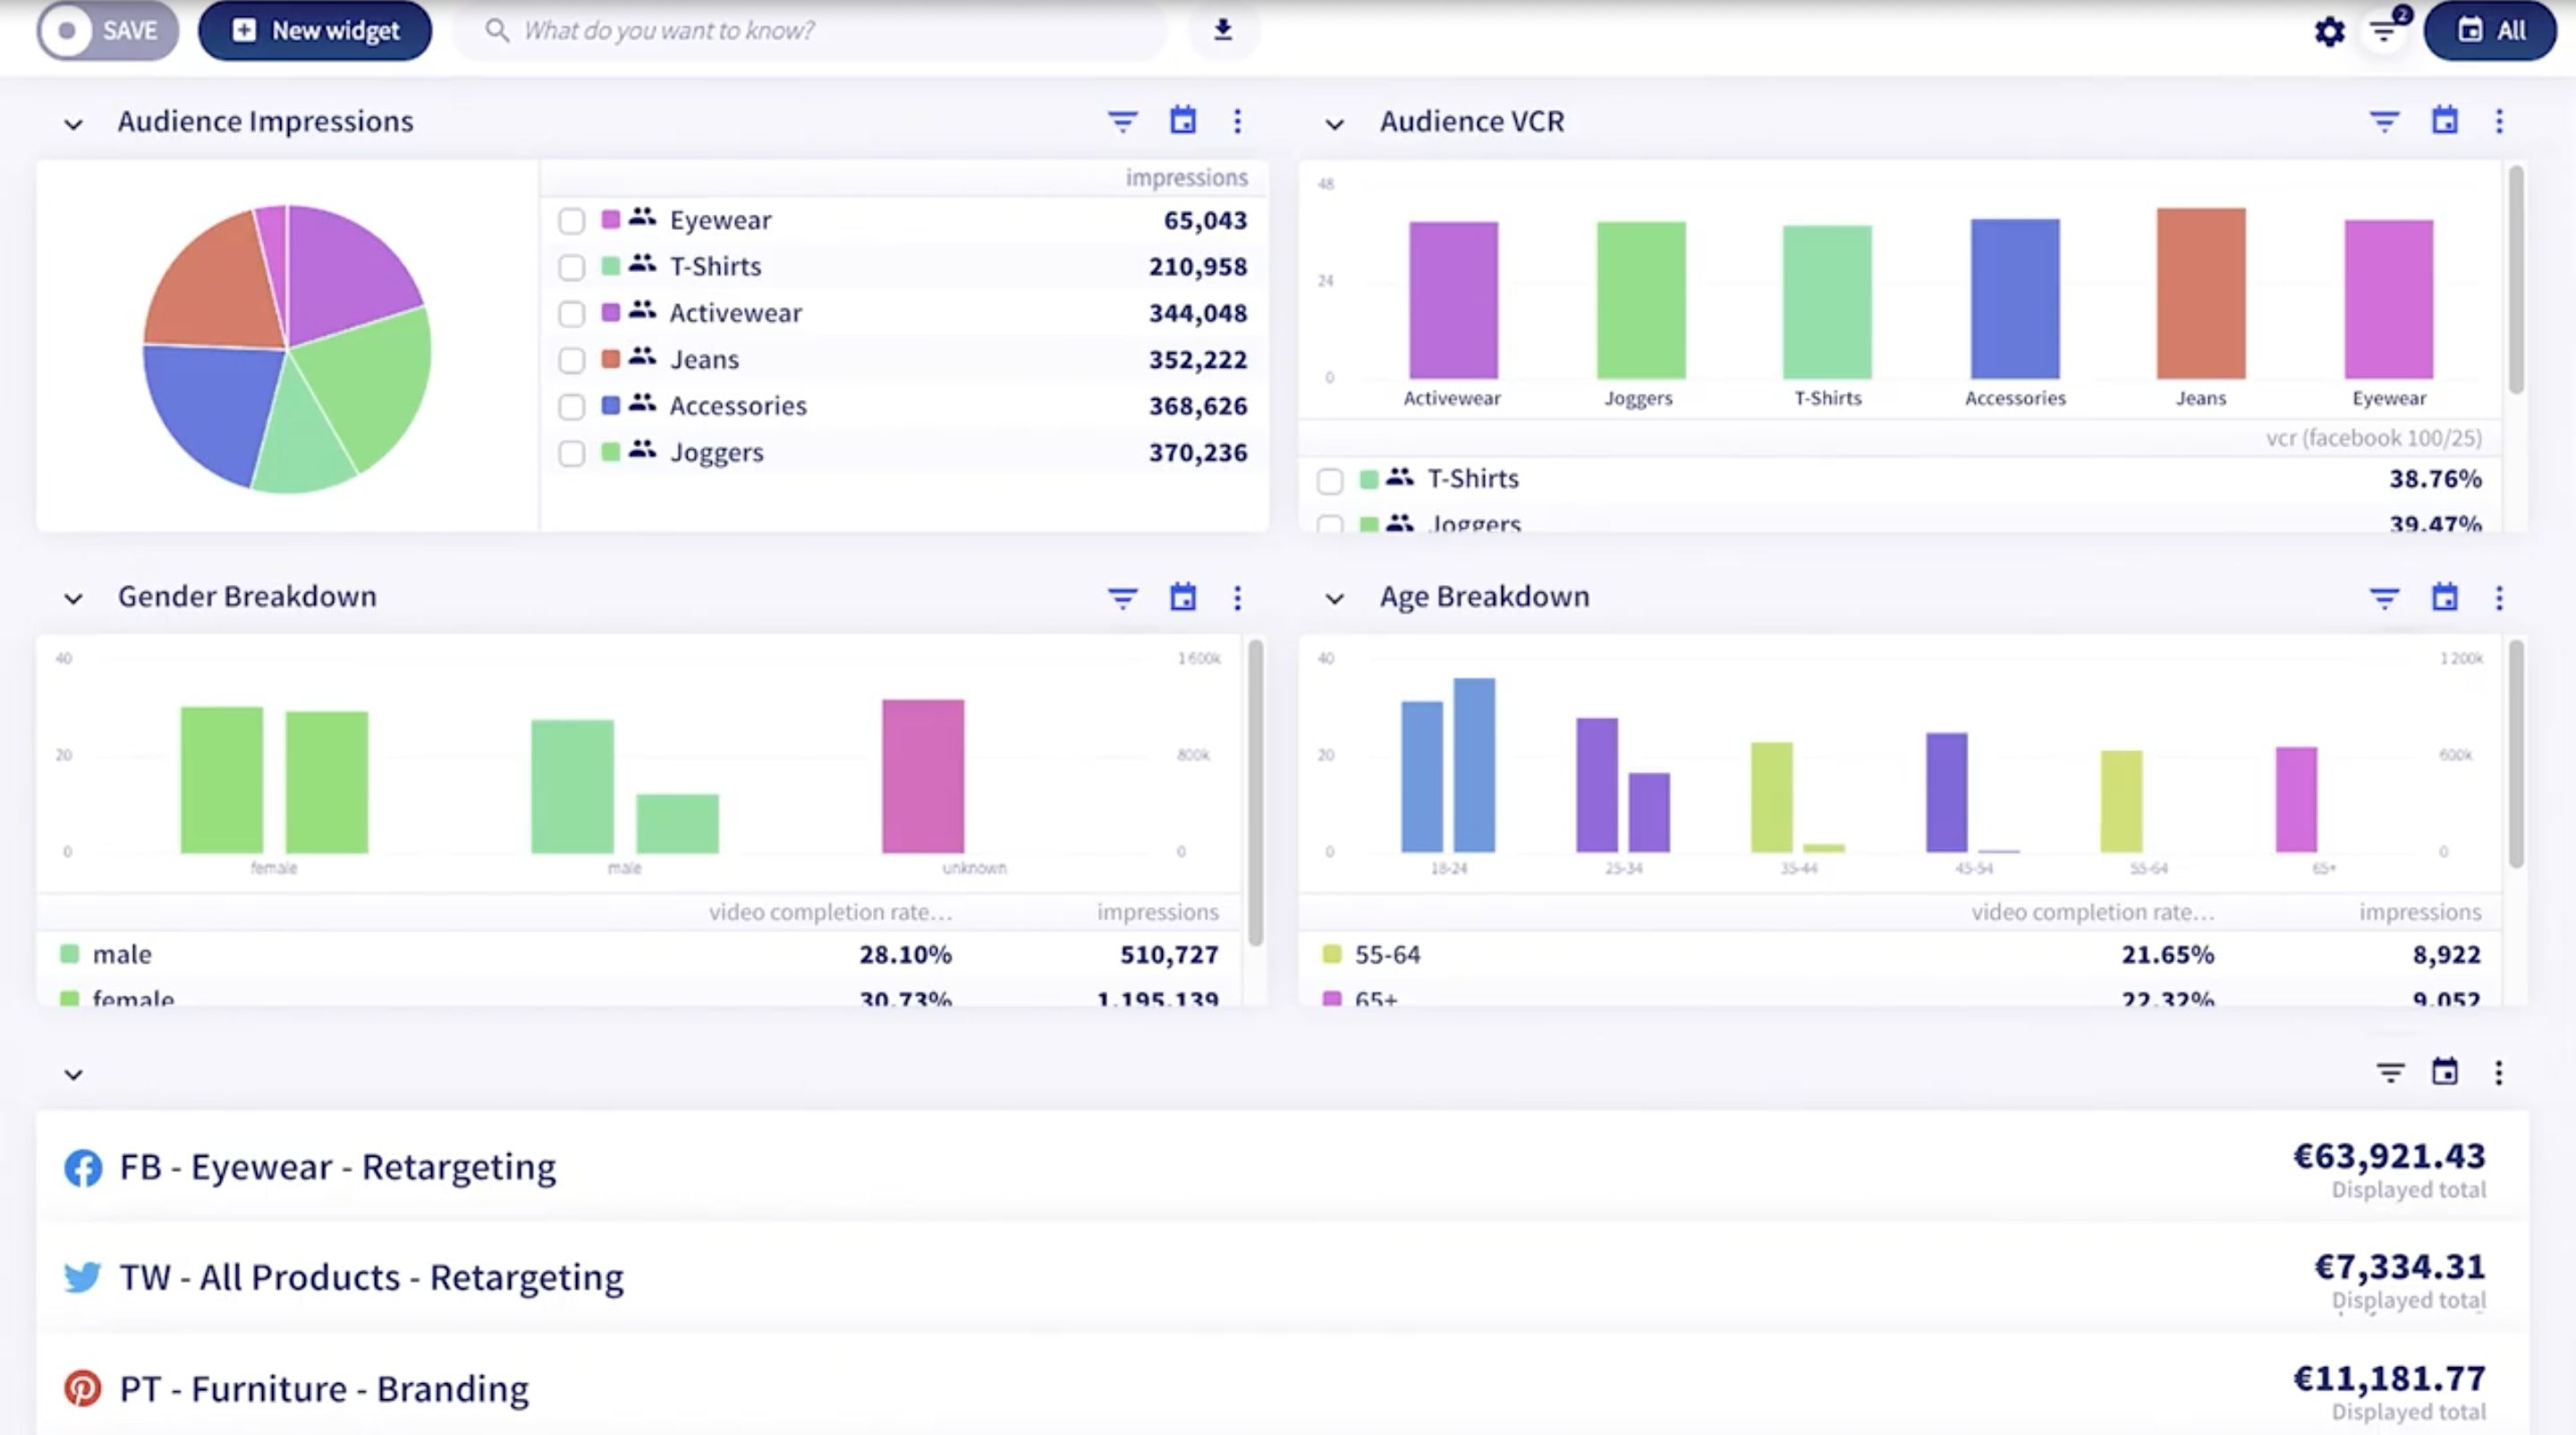 SAVE
New widget
What do you want to know?
2
All
Audience Impressions
impressions
Eyewear 65,043
T-Shirts 210,958
Activewear 344,048
Jeans 352,222
Accessories 368,626
Joggers 370,236
Audience VCR
48
24
0
Activewear Joggers T-Shirts Accessories Jeans Eyewear
vcr (facebook 100/25)
T-Shirts 38.76%
Joggers 39.47%
Gender Breakdown
40 1600k
20 800k
0 0
female male unknown
video completion rate... impressions
male 28.10% 510,727
female 30.73% 1,195,139
Age Breakdown
40 1200k
20 600k
0 0
18-24 25-34 35-44 45-54 55-64 65+
video completion rate... impressions
55-64 21.65% 8,922
65+ 22.32% 9,052
FB - Eyewear - Retargeting €63,921.43
Displayed total
TW - All Products - Retargeting €7,334.31
Displayed total
PT - Furniture - Branding €11,181.77
Displayed total